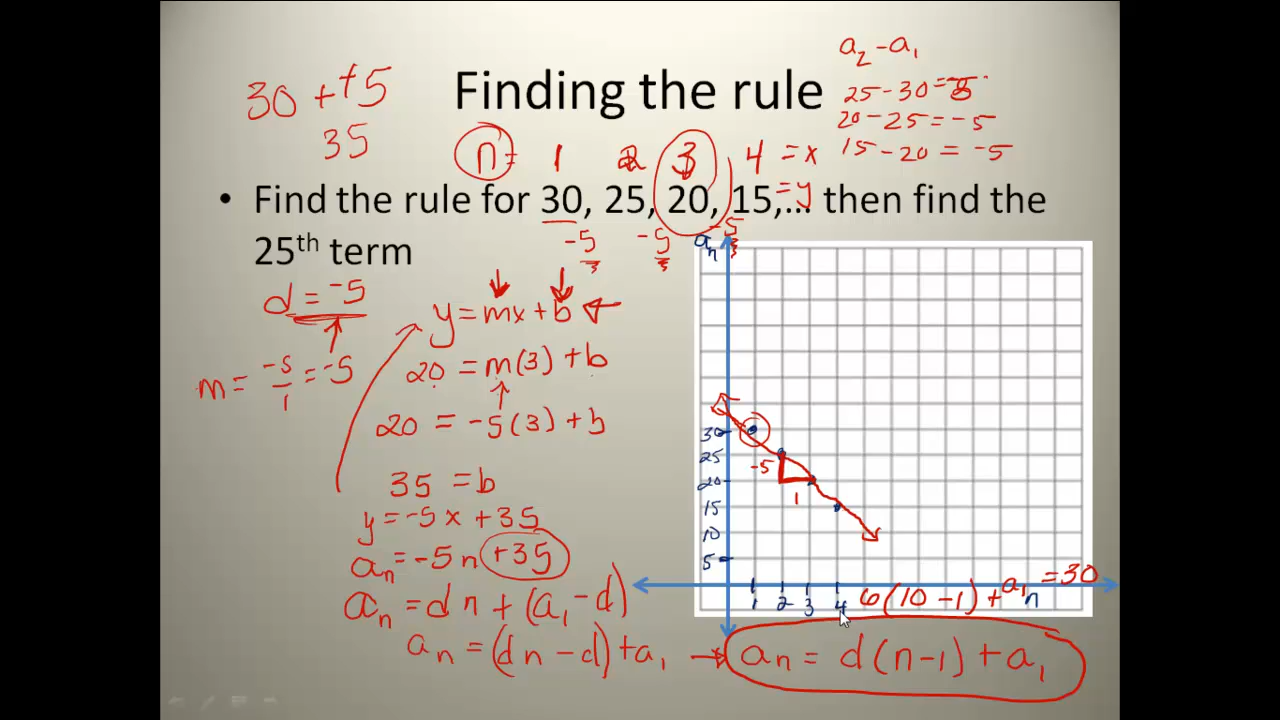 30 + +5
35
Finding the rule
a₂ - a₁
25 - 30 = -5
20 - 25 = -5
15 - 20 = -5
n = 1 2 3 4 = x
• Find the rule for 30, 25, 20, 15,... then find the
= y
25th term
-5 -5 -5
d = -5
m = -5/1 = -5
y = mx + b
20 = m(3) + b
20 = -5(3) + b
35 = b
y = -5x + 35
aₙ = -5n +35
aₙ = dn + (a₁ - d)
aₙ = (dn - d) + a₁
→ aₙ = d(n-1) + a₁
aₙ
30
25
20
15
10
5
-5
1
1 2 3 4
6(10 - 1) + a₁ = 30
n